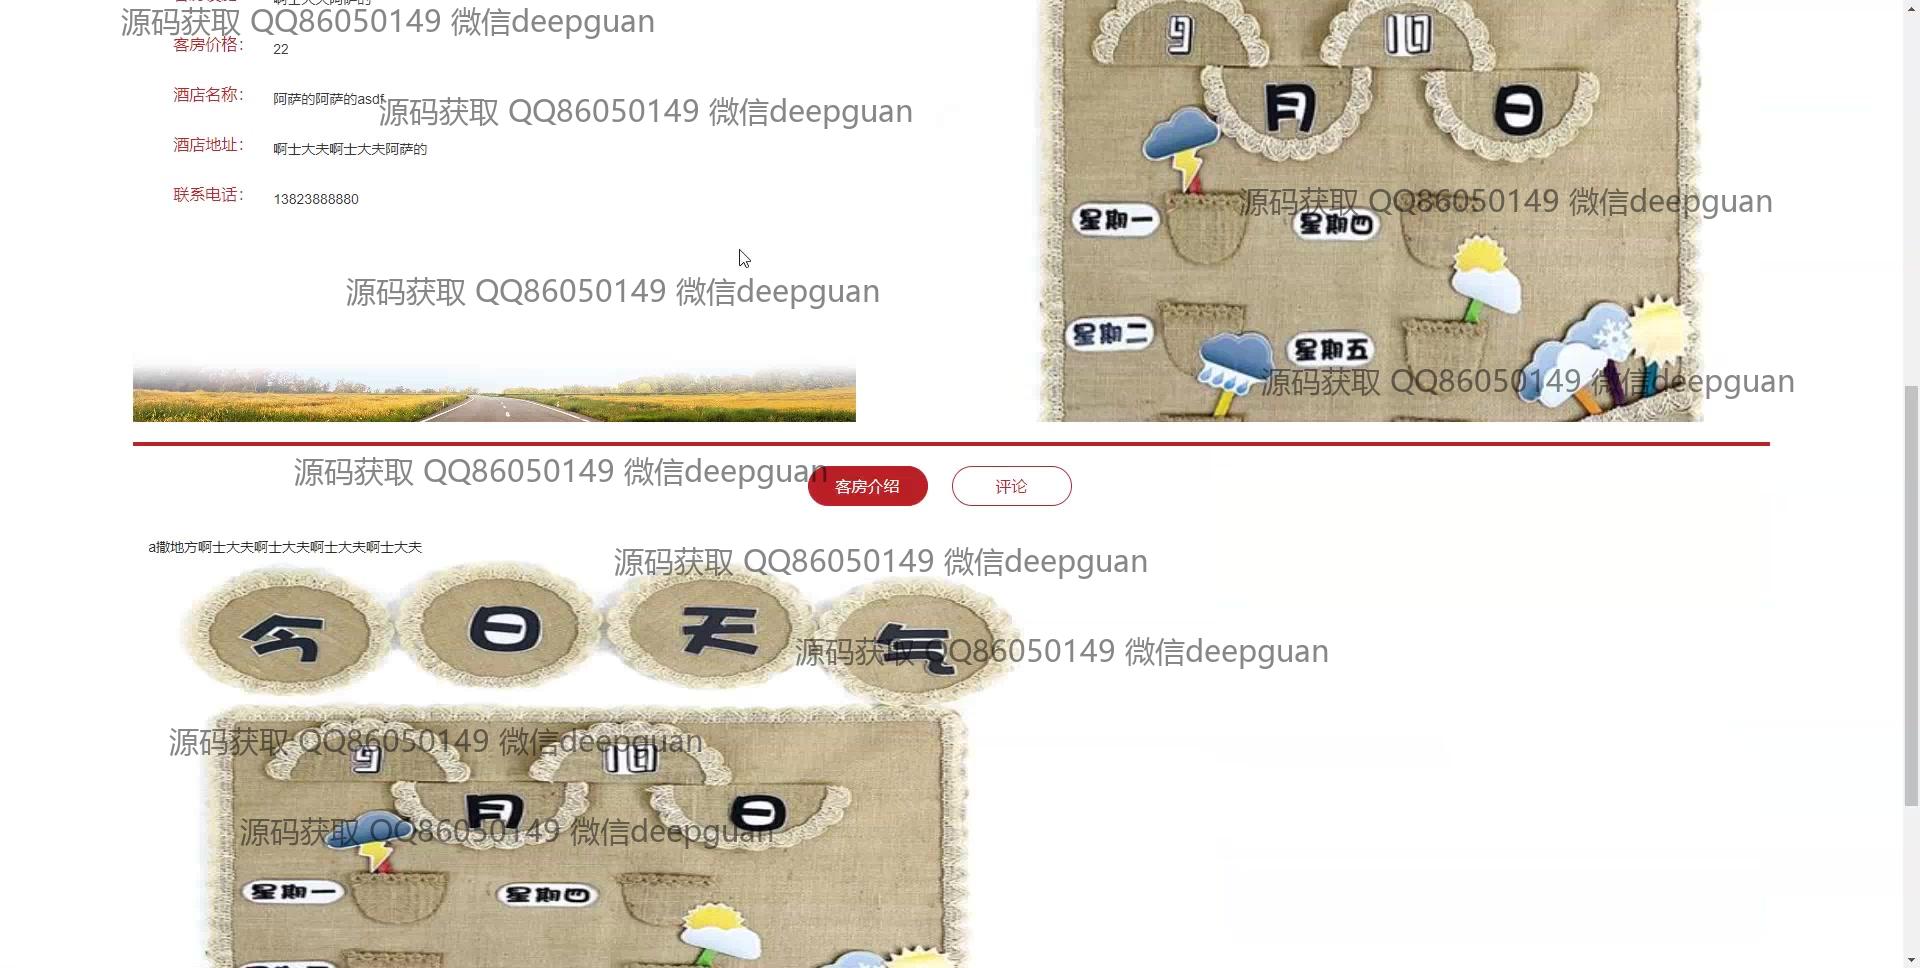 啊士大夫阿萨的
源码获取 QQ86050149 微信deepguan
客房价格：
22
酒店名称：
阿萨的阿萨的asdf
源码获取 QQ86050149 微信deepguan
酒店地址：
啊士大夫啊士大夫阿萨的
联系电话：
13823888880
源码获取 QQ86050149 微信deepguan
9
10
月
日
源码获取 QQ86050149 微信deepguan
星期一
星期四
星期二
星期五
源码获取 QQ86050149 微信deepguan
源码获取 QQ86050149 微信deepguan
客房介绍
评论
a撒地方啊士大夫啊士大夫啊士大夫啊士大夫
源码获取 QQ86050149 微信deepguan
今
日
天
气
源码获取 QQ86050149 微信deepguan
源码获取 QQ86050149 微信deepguan
9
10
月
日
源码获取 QQ86050149 微信deepguan
星期一
星期四